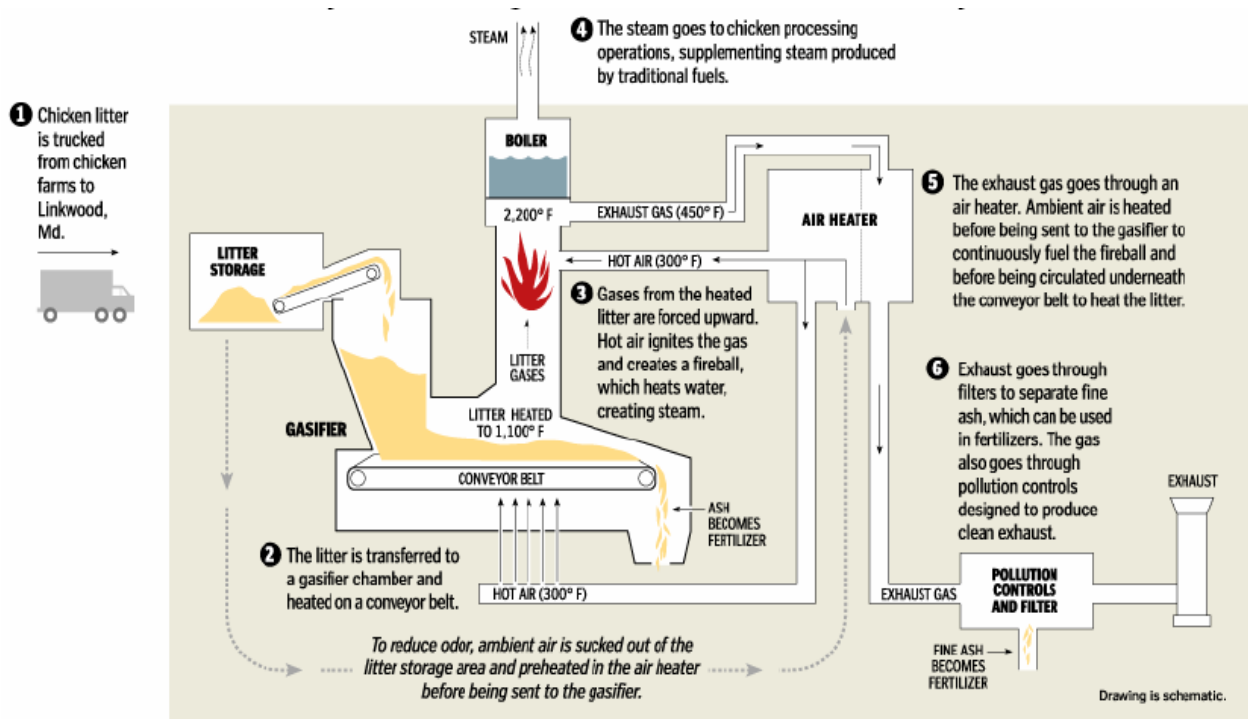 STEAM
4 The steam goes to chicken processing
operations, supplementing steam produced
by traditional fuels.
1 Chicken litter
is trucked
from chicken
farms to
Linkwood,
Md.
BOILER
2,200° F
EXHAUST GAS (450° F)
AIR HEATER
5 The exhaust gas goes through an
air heater. Ambient air is heated
before being sent to the gasifier to
continuously fuel the fireball and
before being circulated underneath
the conveyor belt to heat the litter.
LITTER
STORAGE
HOT AIR (300° F)
3 Gases from the heated
litter are forced upward.
Hot air ignites the gas
and creates a fireball,
which heats water,
creating steam.
LITTER
GASES
6 Exhaust goes through
filters to separate fine
ash, which can be used
in fertilizers. The gas
also goes through
pollution controls
designed to produce
clean exhaust.
GASIFIER
LITTER HEATED
TO 1,100° F
CONVEYOR BELT
EXHAUST
ASH
BECOMES
FERTILIZER
2 The litter is transferred to
a gasifier chamber and
heated on a conveyor belt.
HOT AIR (300° F)
EXHAUST GAS
POLLUTION
CONTROLS
AND FILTER
To reduce odor, ambient air is sucked out of the
litter storage area and preheated in the air heater
before being sent to the gasifier.
FINE ASH
BECOMES
FERTILIZER
Drawing is schematic.